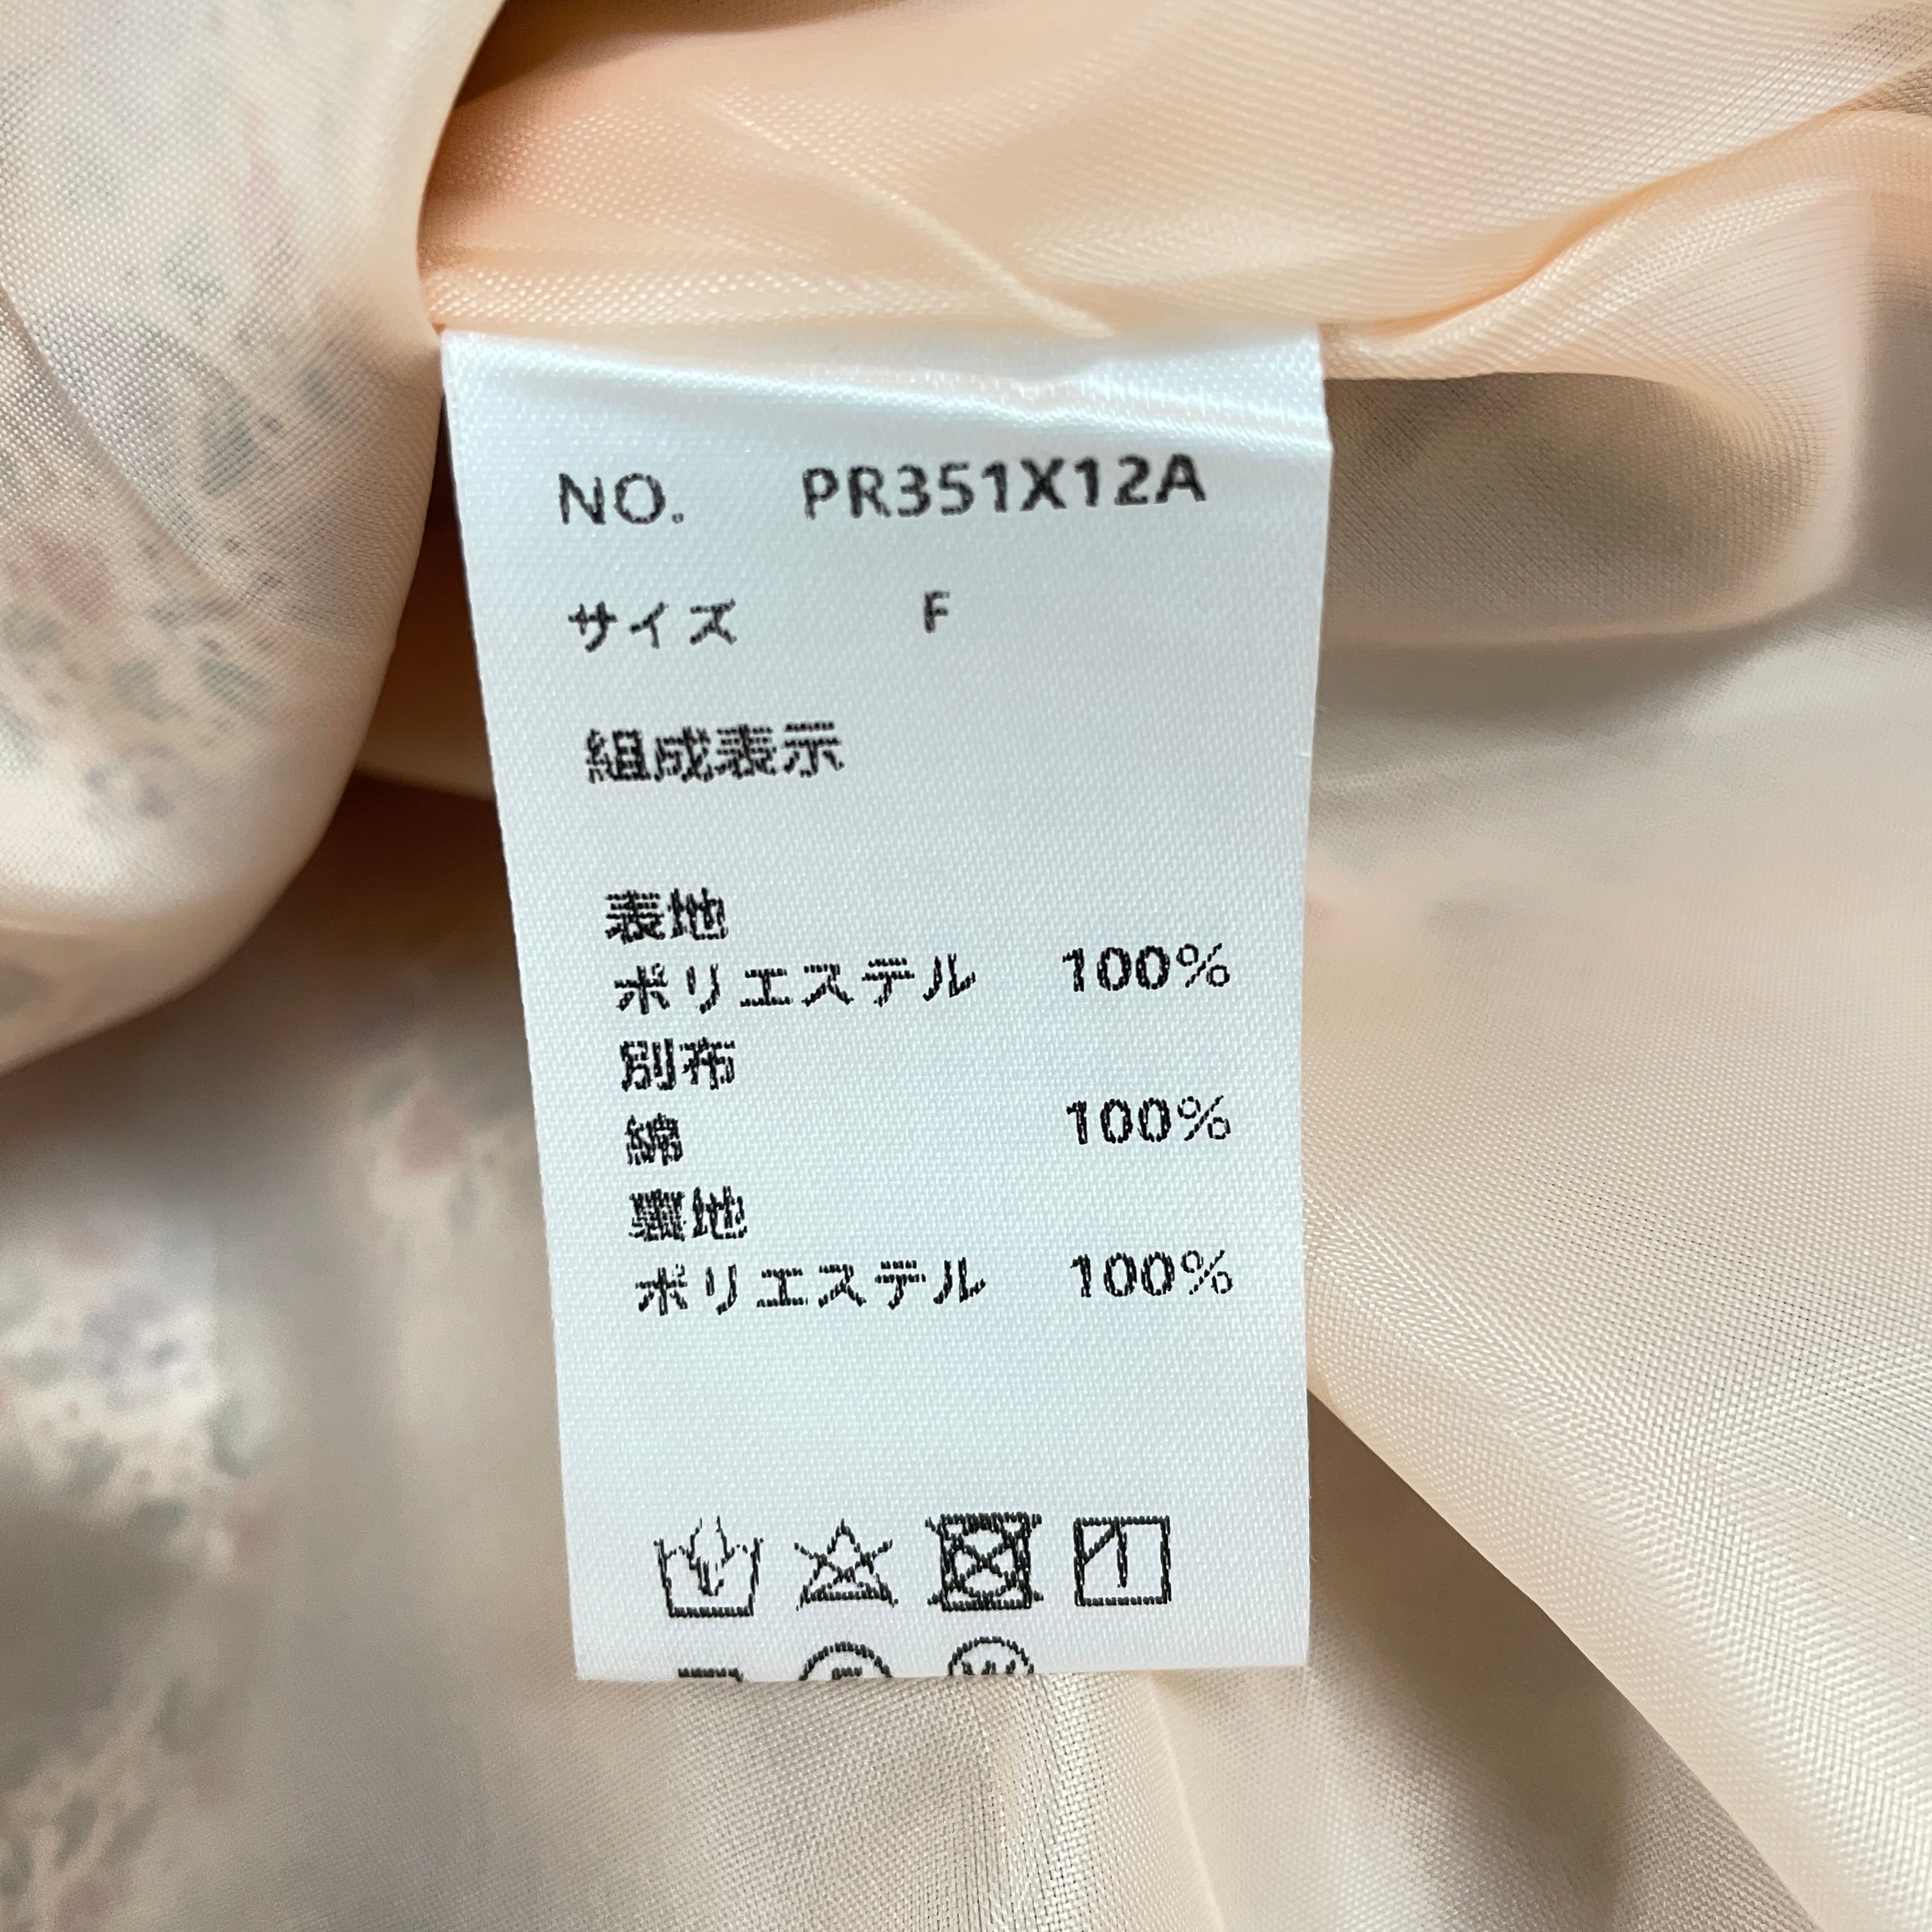 NO. PR351X12A
サイズ F
組成表示
表地
ポリエステル 100%
別布
綿 100%
裏地
ポリエステル 100%